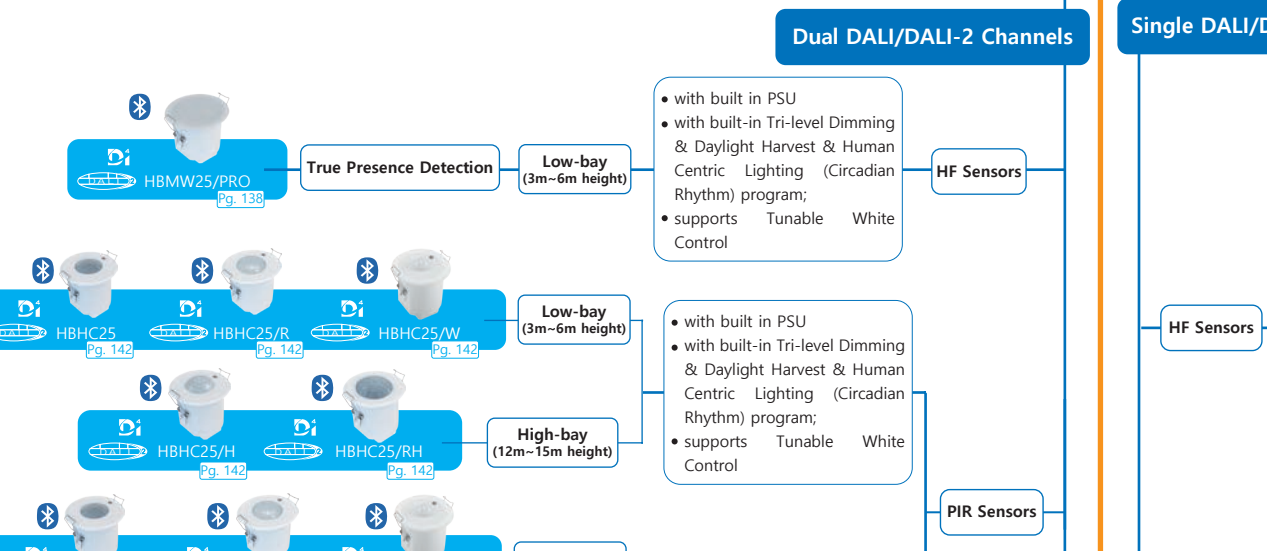 Dual DALI/DALI-2 Channels
Single DALI/D
HBMW25/PRO
Pg. 138
True Presence Detection
Low-bay
(3m~6m height)
• with built in PSU
• with built-in Tri-level Dimming
& Daylight Harvest & Human
Centric Lighting (Circadian
Rhythm) program;
• supports Tunable White
Control
HF Sensors
HBHC25
Pg. 142
HBHC25/R
Pg. 142
HBHC25/W
Pg. 142
Low-bay
(3m~6m height)
HBHC25/H
Pg. 142
HBHC25/RH
Pg. 142
High-bay
(12m~15m height)
• with built in PSU
• with built-in Tri-level Dimming
& Daylight Harvest & Human
Centric Lighting (Circadian
Rhythm) program;
• supports Tunable White
Control
PIR Sensors
HF Sensors